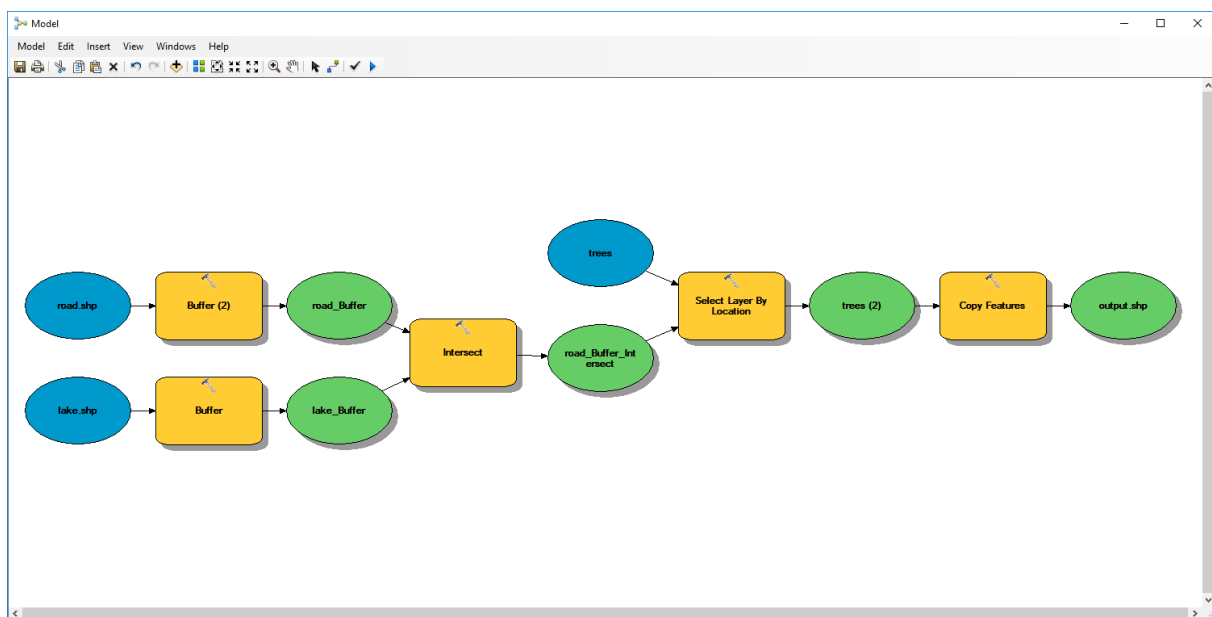 Model
Model Edit Insert View Windows Help
trees
road.shp
Buffer (2)
road_Buffer
Select Layer By
Location
trees (2)
Copy Features
output.shp
Intersect
road_Buffer_Int
ersect
lake.shp
Buffer
lake_Buffer